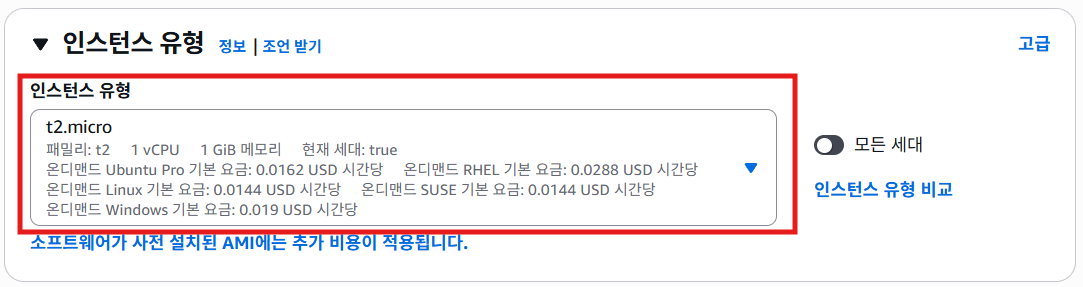 ▼ 인스턴스 유형 정보 | 조언 받기 고급
인스턴스 유형
t2.micro
패밀리: t2 1 vCPU 1 GiB 메모리 현재 세대: true
온디맨드 Ubuntu Pro 기본 요금: 0.0162 USD 시간당 온디맨드 RHEL 기본 요금: 0.0288 USD 시간당
온디맨드 Linux 기본 요금: 0.0144 USD 시간당 온디맨드 SUSE 기본 요금: 0.0144 USD 시간당
온디맨드 Windows 기본 요금: 0.019 USD 시간당
모든 세대
인스턴스 유형 비교
소프트웨어가 사전 설치된 AMI에는 추가 비용이 적용됩니다.